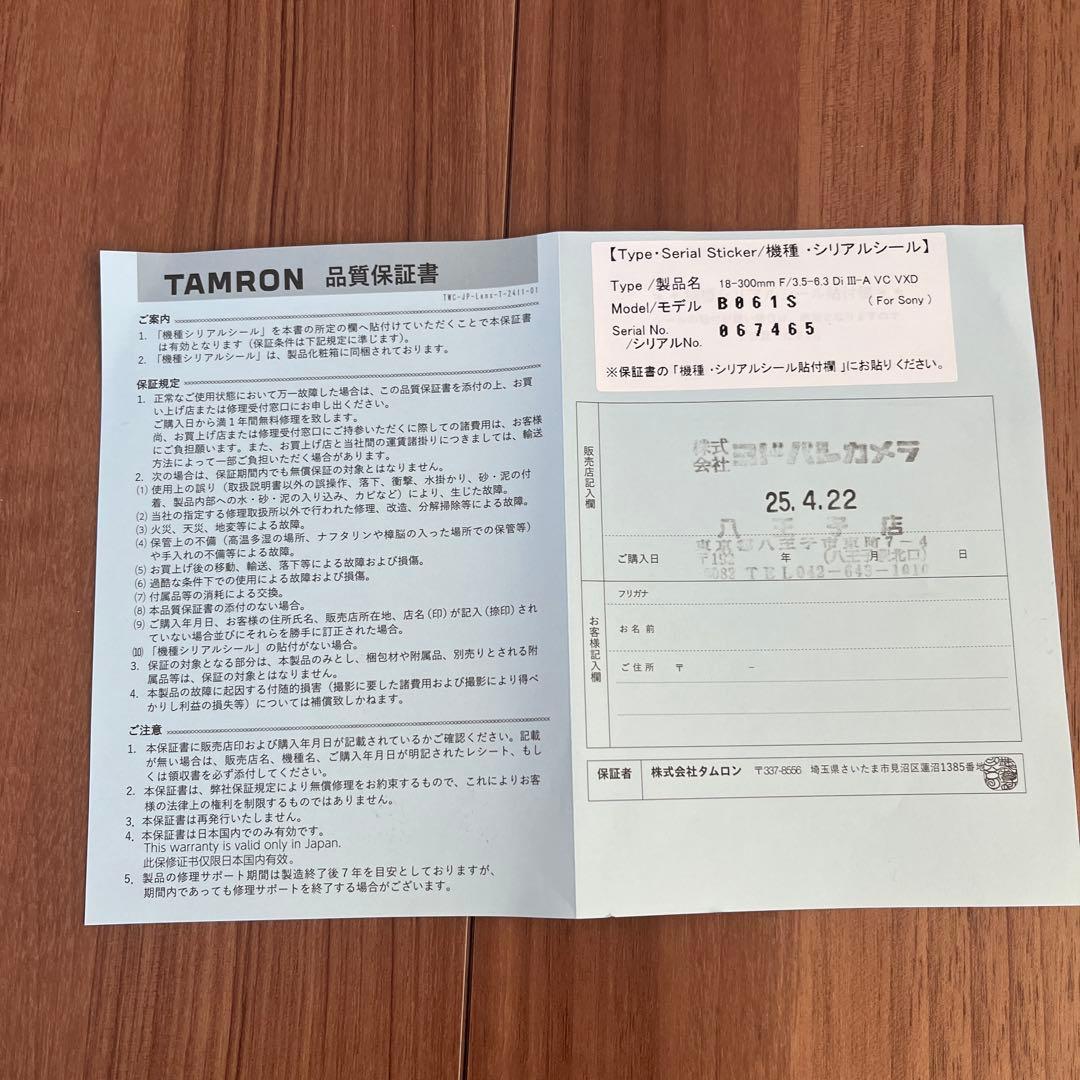 TAMRON 品質保証書
TWC-JP-Lens-T-2411-01
ご案内
1. 「機種シリアルシール」を本書の所定の欄へ貼付けていただくことで本保証書
は有効となります（保証条件は下記規定に準じます）。
2. 「機種シリアルシール」は、製品化粧箱に同梱されております。
保証規定
1. 正常なご使用状態において万一故障した場合は、この品質保証書を添付の上、お買
い上げ店または修理受付窓口にお申し出ください。
ご購入日から満1年間無料修理を致します。
尚、お買上げ店または修理受付窓口にご持参いただくに際しての諸費用は、お客様
にご負担願います。また、お買上げ店と当社間の運賃諸掛りにつきましては、輸送
方法によって一部ご負担いただく場合があります。
2. 次の場合は、保証期間内でも無償保証の対象とはなりません。
(1) 使用上の誤り（取扱説明書以外の誤操作、落下、衝撃、水掛かり、砂・泥の付
着、製品内部への水・砂・泥の入り込み、カビなど）により、生じた故障。
(2) 当社の指定する修理取扱所以外で行われた修理、改造、分解掃除等による故障。
(3) 火災、天災、地変等による故障。
(4) 保管上の不備（高温多湿の場所、ナフタリンや樟脳の入った場所での保管等）
や手入れの不備等による故障。
(5) お買上げ後の移動、輸送、落下等による故障および損傷。
(6) 過酷な条件下での使用による故障および損傷。
(7) 付属品等の消耗による交換。
(8) 本品質保証書の添付のない場合。
(9) ご購入年月日、お客様の住所氏名、販売店所在地、店名（印）が記入（捺印）され
ていない場合並びにそれらを勝手に訂正された場合。
(10) 「機種シリアルシール」の貼付がない場合。
3. 保証の対象となる部分は、本製品のみとし、梱包材や付属品、別売りとされる附
属品等は、保証の対象とはなりません。
4. 本製品の故障に起因する付随的損害（撮影に要した諸費用および撮影により得べ
かりし利益の損失等）については補償致しかねます。
ご注意
1. 本保証書に販売店印および購入年月日が記載されているかご確認ください。記載
が無い場合は、販売店名、機種名、ご購入年月日が明記されたレシート、もし
くは領収書を必ず添付してください。
2. 本保証書は、弊社保証規定により無償修理をお約束するもので、これによりお客
様の法律上の権利を制限するものではありません。
3. 本保証書は再発行いたしません。
4. 本保証書は日本国内でのみ有効です。
This warranty is valid only in Japan.
此保修证书仅限日本国内有效。
5. 製品の修理サポート期間は製造終了後7年を目安としておりますが、
期間内であっても修理サポートを終了する場合がございます。
【Type・Serial Sticker/機種・シリアルシール】
Type /製品名 18-300mm F/3.5-6.3 Di III-A VC VXD
Model/モデル B061S ( For Sony )
Serial No. 067465
/シリアルNo.
※保証書の「機種・シリアルシール貼付欄」にお貼りください。
販売店記入欄
株式会社 ヨドバシカメラ
25.4.22
八王子店
東京都八王子市東町7-4
ご購入日 年 月 日
〒192 (八王子駅北口)
0082 TEL042-643-1010
お客様記入欄
フリガナ
お名前
ご住所 〒 −
保証者 株式会社タムロン 〒337-8556 埼玉県さいたま市見沼区蓮沼1385番地